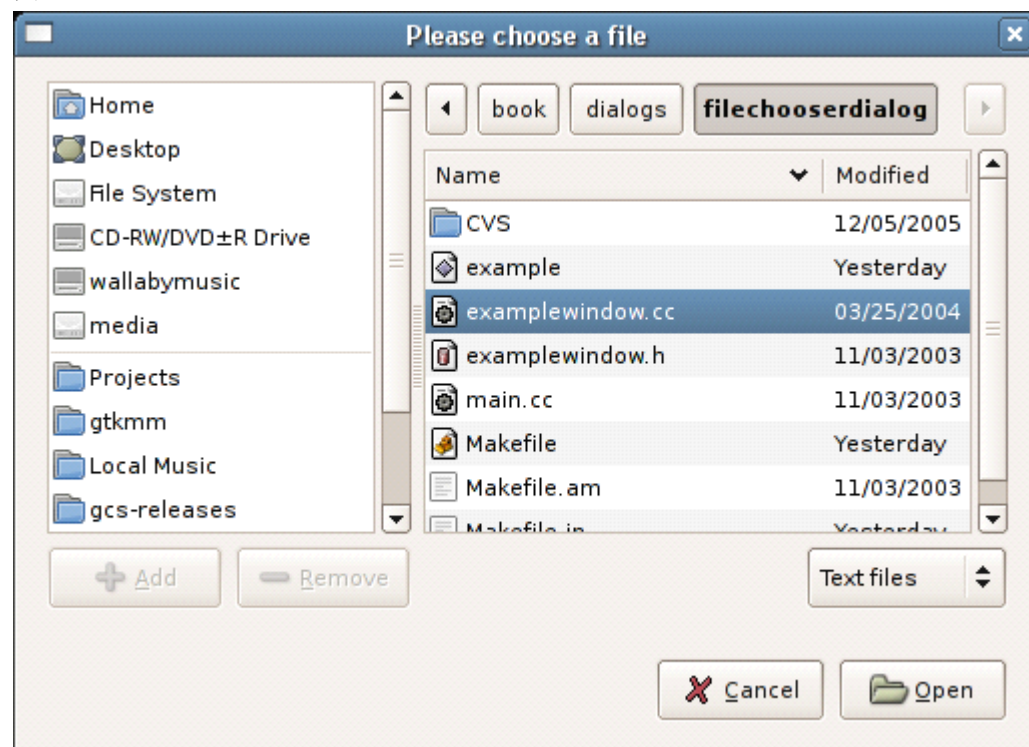 Please choose a file
Home
Desktop
File System
CD-RW/DVD±R Drive
wallabymusic
media
Projects
gtkmm
Local Music
gcs-releases
Add
Remove
book
dialogs
filechooserdialog
Name Modified
CVS 12/05/2005
example Yesterday
examplewindow.cc 03/25/2004
examplewindow.h 11/03/2003
main.cc 11/03/2003
Makefile Yesterday
Makefile.am 11/03/2003
Makefile.in Yesterday
Text files
Cancel
Open